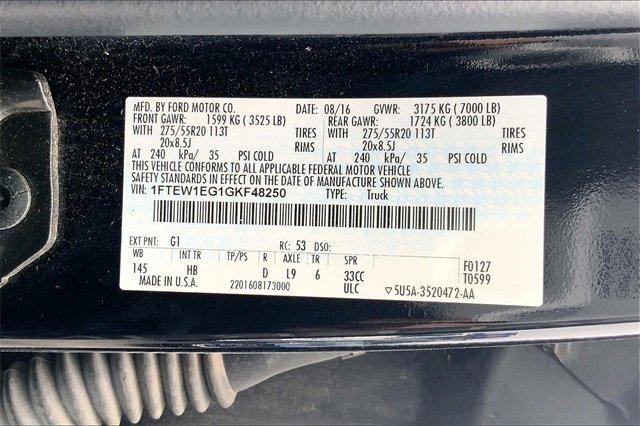 MFD. BY FORD MOTOR CO. DATE: 08/16 GVWR: 3175 KG ( 7000 LB)
FRONT GAWR: 1599 KG ( 3525 LB) REAR GAWR: 1724 KG ( 3800 LB)
WITH 275/55R20 113T TIRES WITH 275/55R20 113T TIRES
20x8.5J RIMS 20x8.5J RIMS
AT 240 kPa/ 35 PSI COLD AT 240 kPa/ 35 PSI COLD
THIS VEHICLE CONFORMS TO ALL APPLICABLE FEDERAL MOTOR VEHICLE
SAFETY STANDARDS IN EFFECT ON THE DATE OF MANUFACTURE SHOWN ABOVE.
VIN: 1FTEW1EG1GKF48250 TYPE: Truck
EXT PNT: G1 RC: 53 DSO:
WB INT TR TP/PS R AXLE TR SPR
145 HB D L9 6 33CC
ULC
F0127
T0599
MADE IN U.S.A. 2201608173000 ▽5U5A-3520472-AA